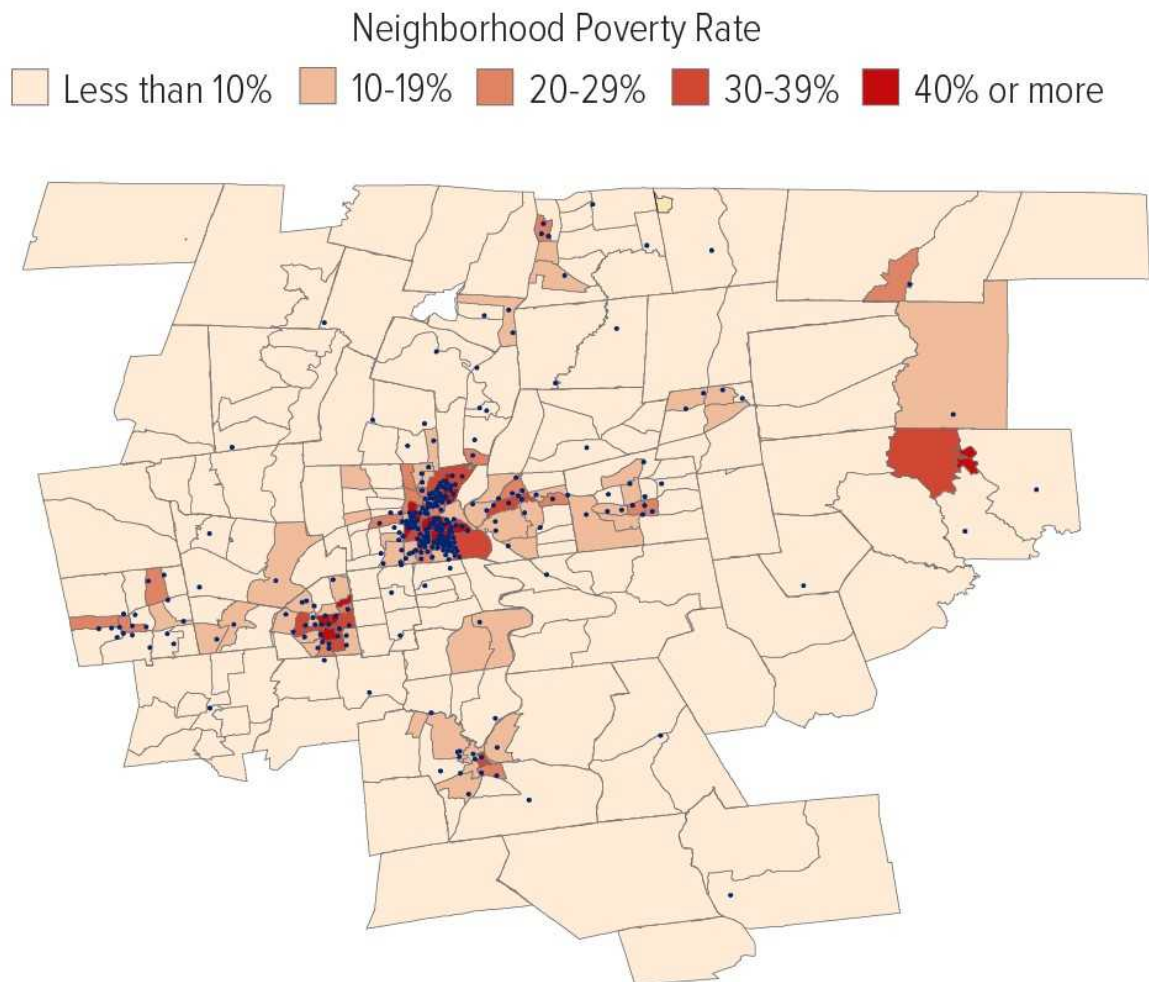 Neighborhood Poverty Rate
Less than 10% 10-19% 20-29% 30-39% 40% or more